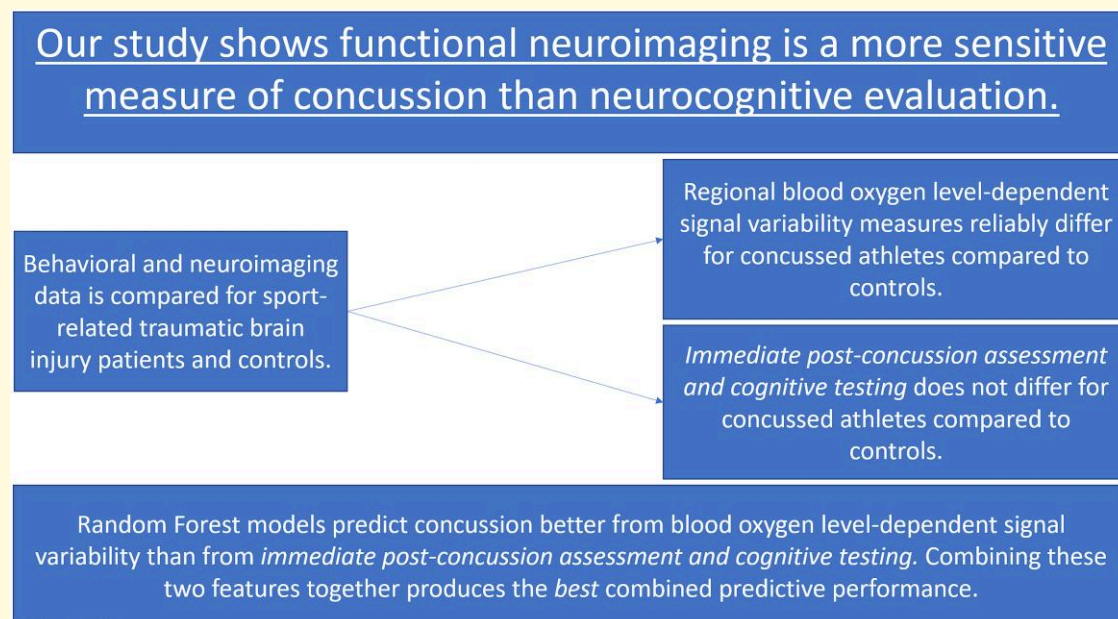 Our study shows functional neuroimaging is a more sensitive
measure of concussion than neurocognitive evaluation.
Behavioral and neuroimaging
data is compared for sport-
related traumatic brain
injury patients and controls.
Regional blood oxygen level-dependent
signal variability measures reliably differ
for concussed athletes compared to
controls.
Immediate post-concussion assessment
and cognitive testing does not differ for
concussed athletes compared to
controls.
Random Forest models predict concussion better from blood oxygen level-dependent signal
variability than from immediate post-concussion assessment and cognitive testing. Combining these
two features together produces the best combined predictive performance.